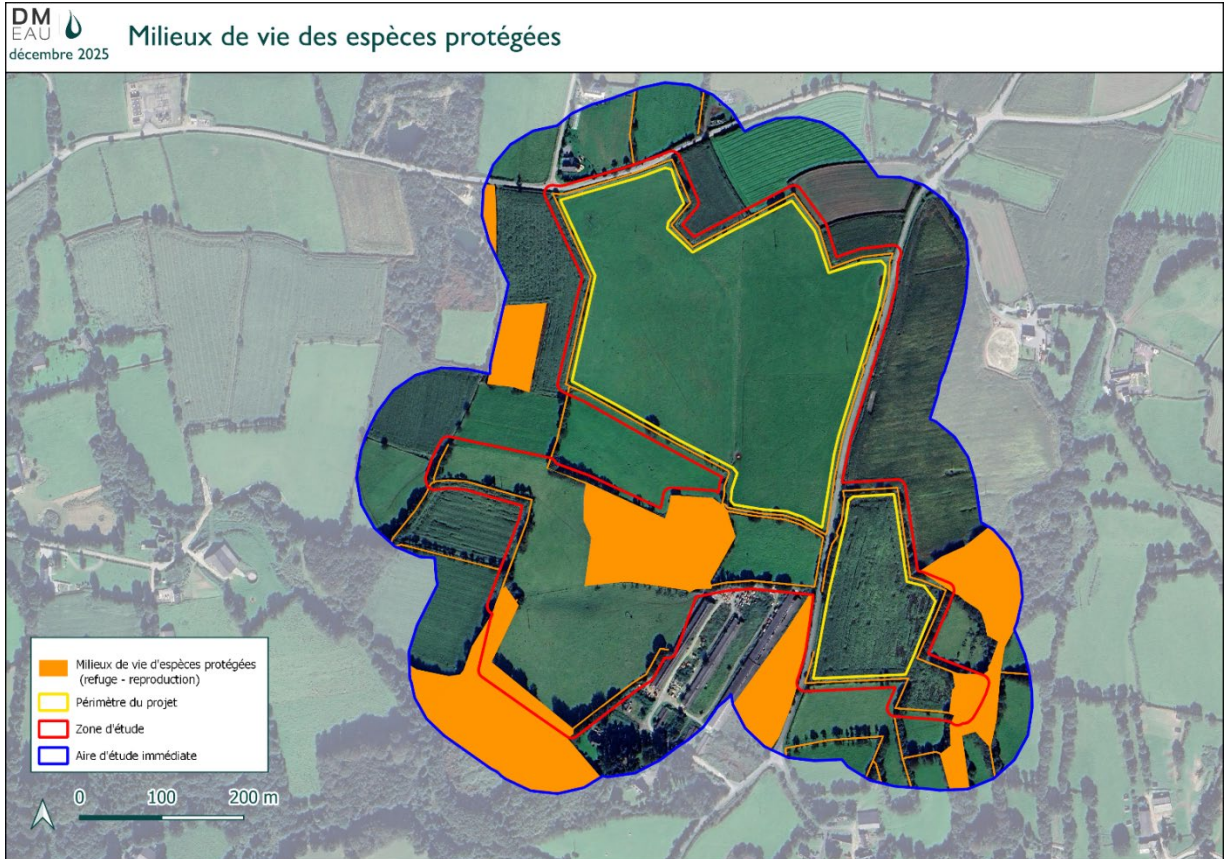 DM
EAU
décembre 2025
Milieux de vie des espèces protégées
Milieux de vie d'espèces protégées
(refuge - reproduction)
Périmètre du projet
Zone d'étude
Aire d'étude immédiate
0 100 200 m